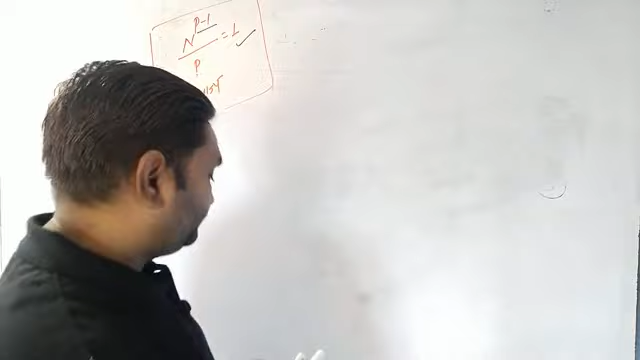 N^(P-1)
/ P = 1 ✓